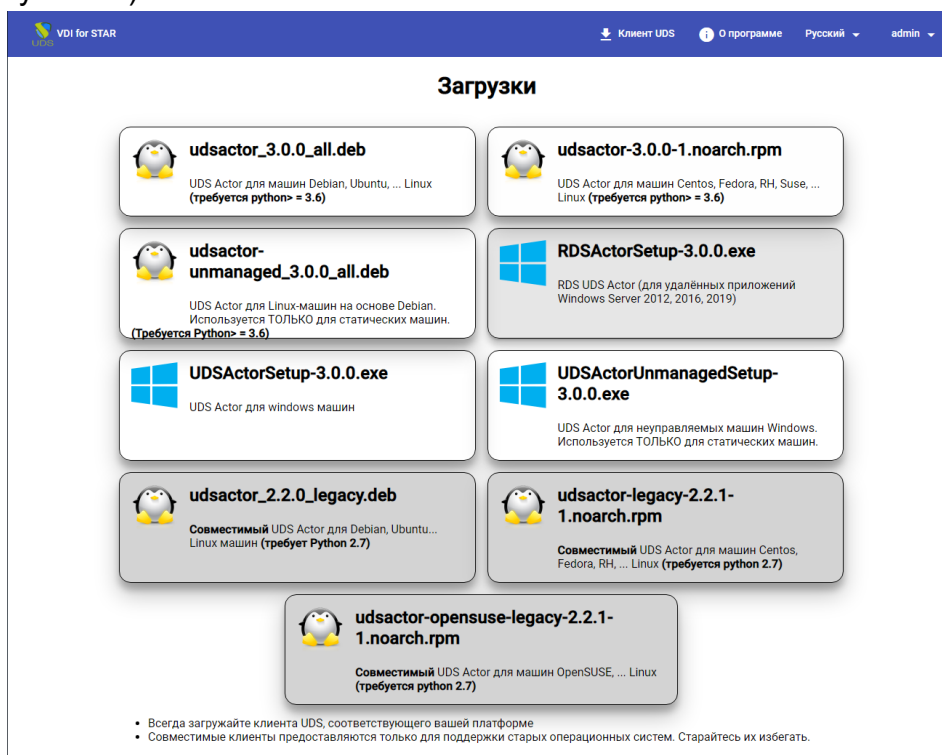 VDI for STAR
UDS
Клиент UDS
О программе
Русский
admin
Загрузки
udsactor_3.0.0_all.deb
UDS Actor для машин Debian, Ubuntu, ... Linux
(требуется python> = 3.6)
udsactor-3.0.0-1.noarch.rpm
UDS Actor для машин Centos, Fedora, RH, Suse, ...
Linux (требуется python> = 3.6)
udsactor-
unmanaged_3.0.0_all.deb
UDS Actor для Linux-машин на основе Debian.
Используется ТОЛЬКО для статических машин.
(Требуется Python> = 3.6)
RDSActorSetup-3.0.0.exe
RDS UDS Actor (для удалённых приложений
Windows Server 2012, 2016, 2019)
UDSActorSetup-3.0.0.exe
UDS Actor для windows машин
UDSActorUnmanagedSetup-
3.0.0.exe
UDS Actor для неуправляемых машин Windows.
Используется ТОЛЬКО для статических машин.
udsactor_2.2.0_legacy.deb
Совместимый UDS Actor для Debian, Ubuntu...
Linux машин (требует Python 2.7)
udsactor-legacy-2.2.1-
1.noarch.rpm
Совместимый UDS Actor для машин Centos,
Fedora, RH, ... Linux (требуется python 2.7)
udsactor-opensuse-legacy-2.2.1-
1.noarch.rpm
Совместимый UDS Actor для машин OpenSUSE, ... Linux
(требуется python 2.7)
• Всегда загружайте клиента UDS, соответствующего вашей платформе
• Совместимые клиенты предоставляются только для поддержки старых операционных систем. Старайтесь их избегать.